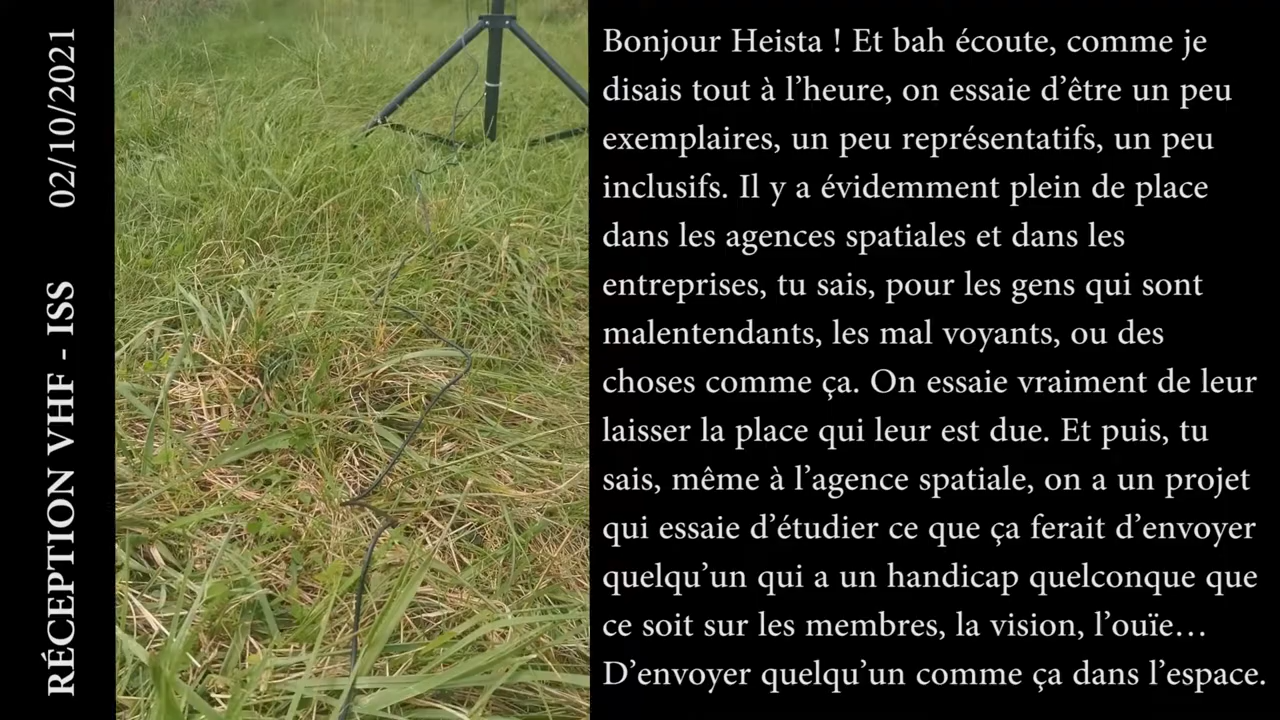 RÉCEPTION VHF - ISS 02/10/2021
Bonjour Heista ! Et bah écoute, comme je
disais tout à l’heure, on essaie d’être un peu
exemplaires, un peu représentatifs, un peu
inclusifs. Il y a évidemment plein de place
dans les agences spatiales et dans les
entreprises, tu sais, pour les gens qui sont
malentendants, les mal voyants, ou des
choses comme ça. On essaie vraiment de leur
laisser la place qui leur est due. Et puis, tu
sais, même à l’agence spatiale, on a un projet
qui essaie d’étudier ce que ça ferait d’envoyer
quelqu’un qui a un handicap quelconque que
ce soit sur les membres, la vision, l’ouïe…
D’envoyer quelqu’un comme ça dans l’espace.